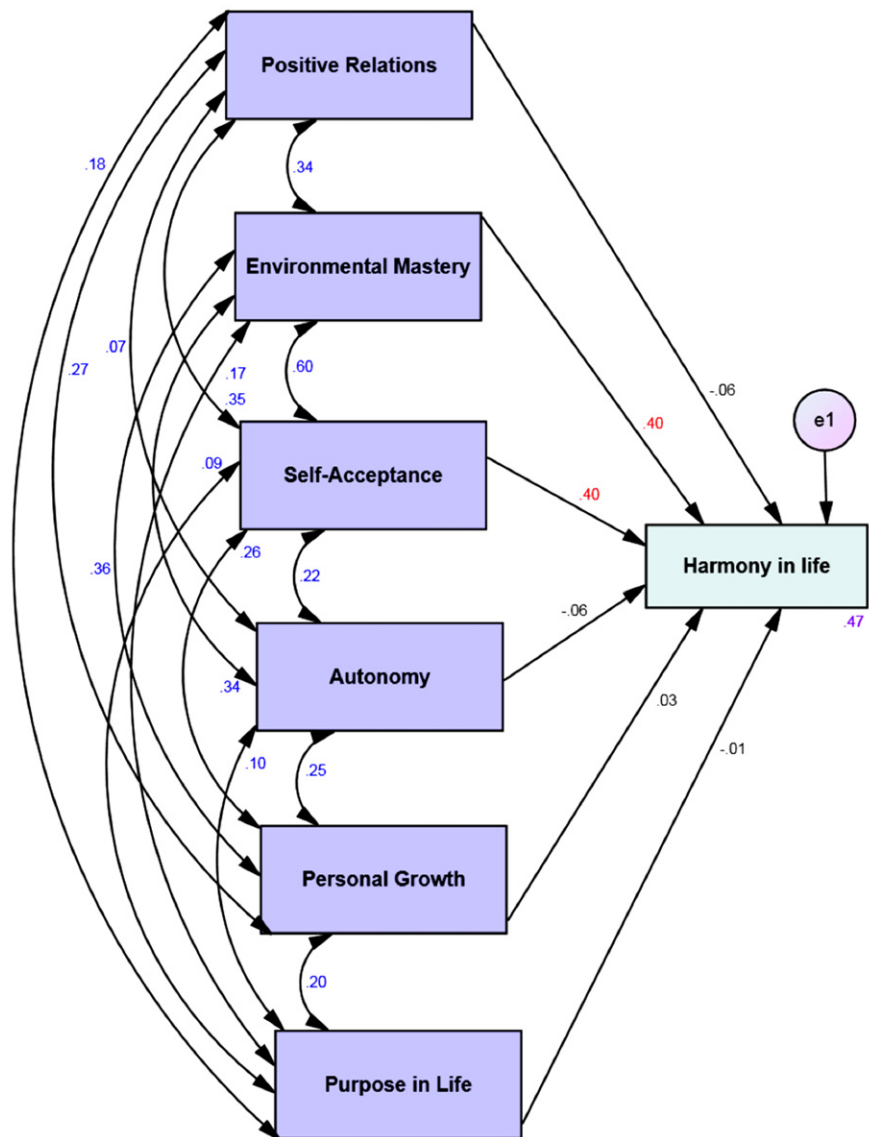 Positive Relations
.18
.34
Environmental Mastery
.07
.27
.17
.60
.35
-.06
.40
e1
Self-Acceptance
.09
.40
.26
.36
.22
Harmony in life
-.06
.47
Autonomy
.34
.03
.10
.25
-.01
Personal Growth
.20
Purpose in Life